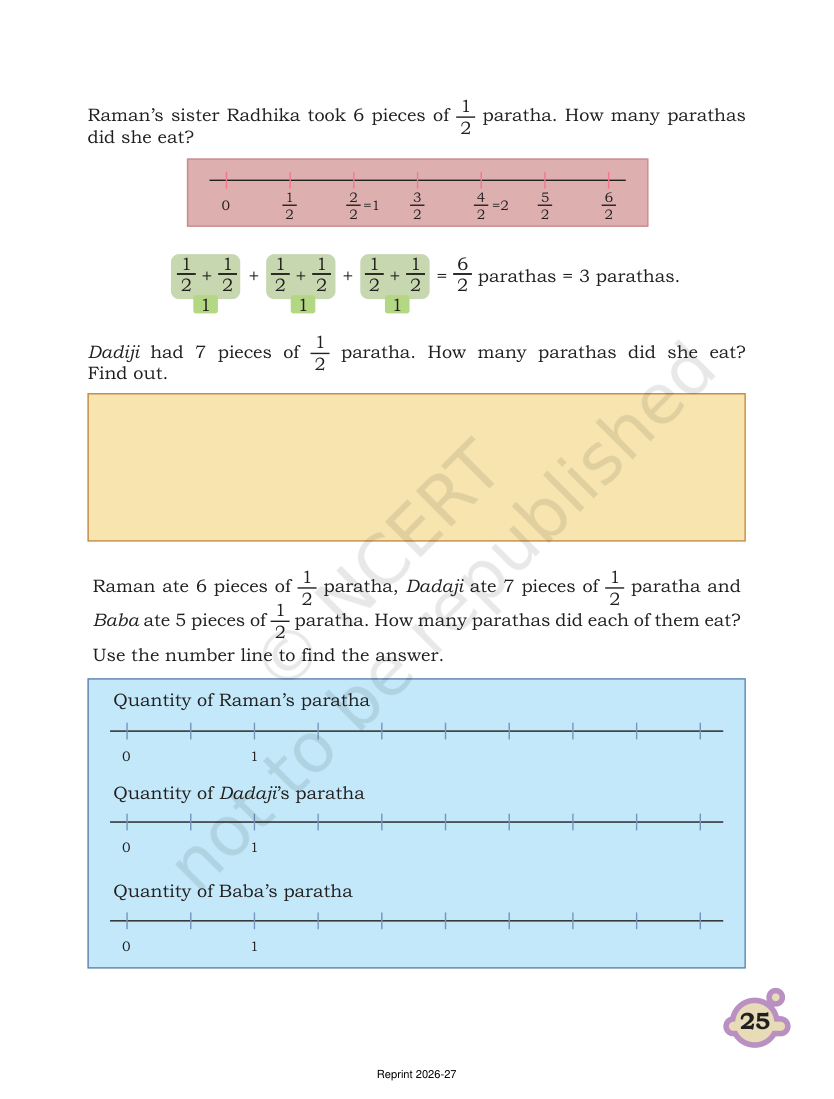 Raman’s sister Radhika took 6 pieces of 1/2 paratha. How many parathas
did she eat?
0 1/2 2/2 =1 3/2 4/2 =2 5/2 6/2
1/2 + 1/2 + 1/2 + 1/2 + 1/2 + 1/2 = 6/2 parathas = 3 parathas.
1 1 1
Dadiji had 7 pieces of 1/2 paratha. How many parathas did she eat?
Find out.
Raman ate 6 pieces of 1/2 paratha, Dadaji ate 7 pieces of 1/2 paratha and
Baba ate 5 pieces of 1/2 paratha. How many parathas did each of them eat?
Use the number line to find the answer.
Quantity of Raman’s paratha
0 1
Quantity of Dadaji’s paratha
0 1
Quantity of Baba’s paratha
0 1
© NCERT
not to be republished
25
Reprint 2026-27